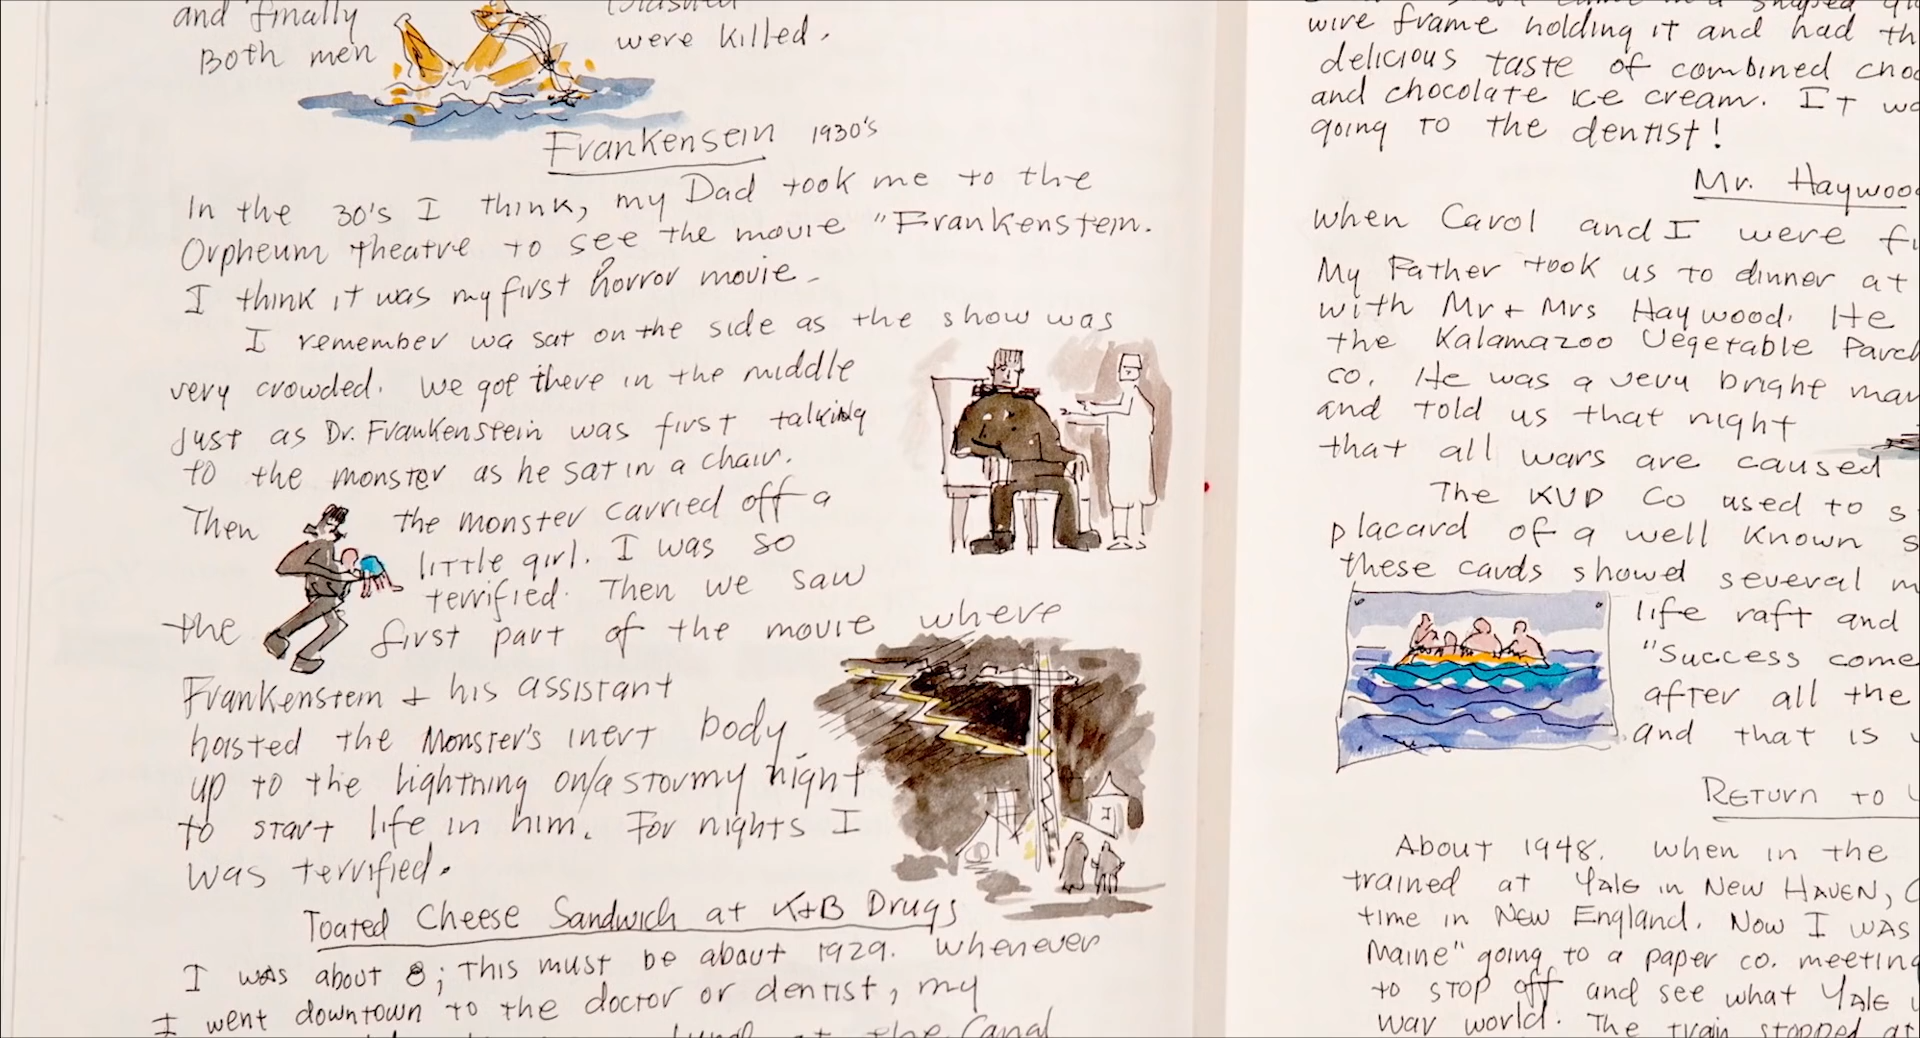 and finally
Both men were killed.
Frankensein 1930's
In the 30's I think, my Dad took me to the
Orpheum theatre to see the movie "Frankenstein.
I think it was my first horror movie.
I remember wa sat on the side as the show was
very crowded. We got there in the middle
just as Dr. Frankenstein was first talking
to the monster as he sat in a chair.
Then the monster carried off a
little girl. I was so
terrified. Then we saw
the first part of the movie where
Frankenstein + his assistant
hoisted the Monster's inert body
up to the lightning on/a stormy night
to start life in him. For nights I
was terrified.
Toated Cheese Sandwich at K+B Drugs
I was about 8; this must be about 1929. Whenever
I went downtown to the doctor or dentist, my
at the Canal
shaped
wire frame holding it and had th
delicious taste of combined choc
and chocolate ice cream. It wo
going to the dentist!
Mr. Haywoo
when Carol and I were fi
My Father took us to dinner at
with Mr + Mrs Haywood. He
the Kalamazoo Vegetable Parch
co. He was a very bright man
and told us that night
that all wars are caused
The KVP Co used to s
placard of a well known s
these cards showed several m
life raft and
"Success come
after all the
and that is
Return to Y
About 1948. when in the
trained at Yale in New Haven, C
time in New England. Now I was
Maine" going to a paper co. meeting
to stop off and see what Yale
war world. The train stopped at